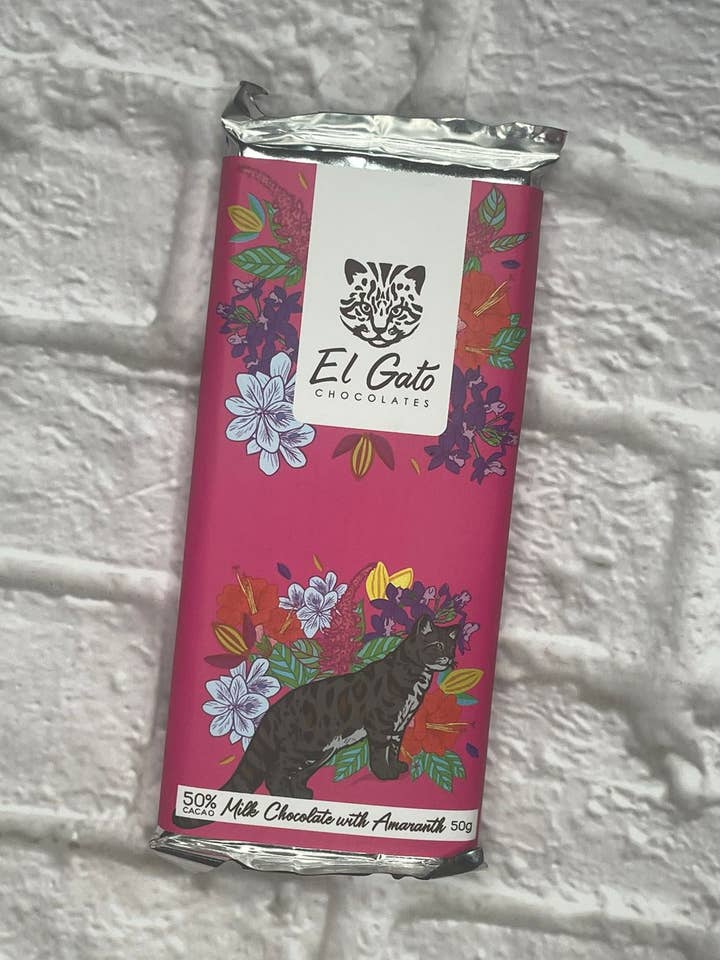 El Gato
CHOCOLATES
50% CACAO Milk Chocolate with Amaranth 50g